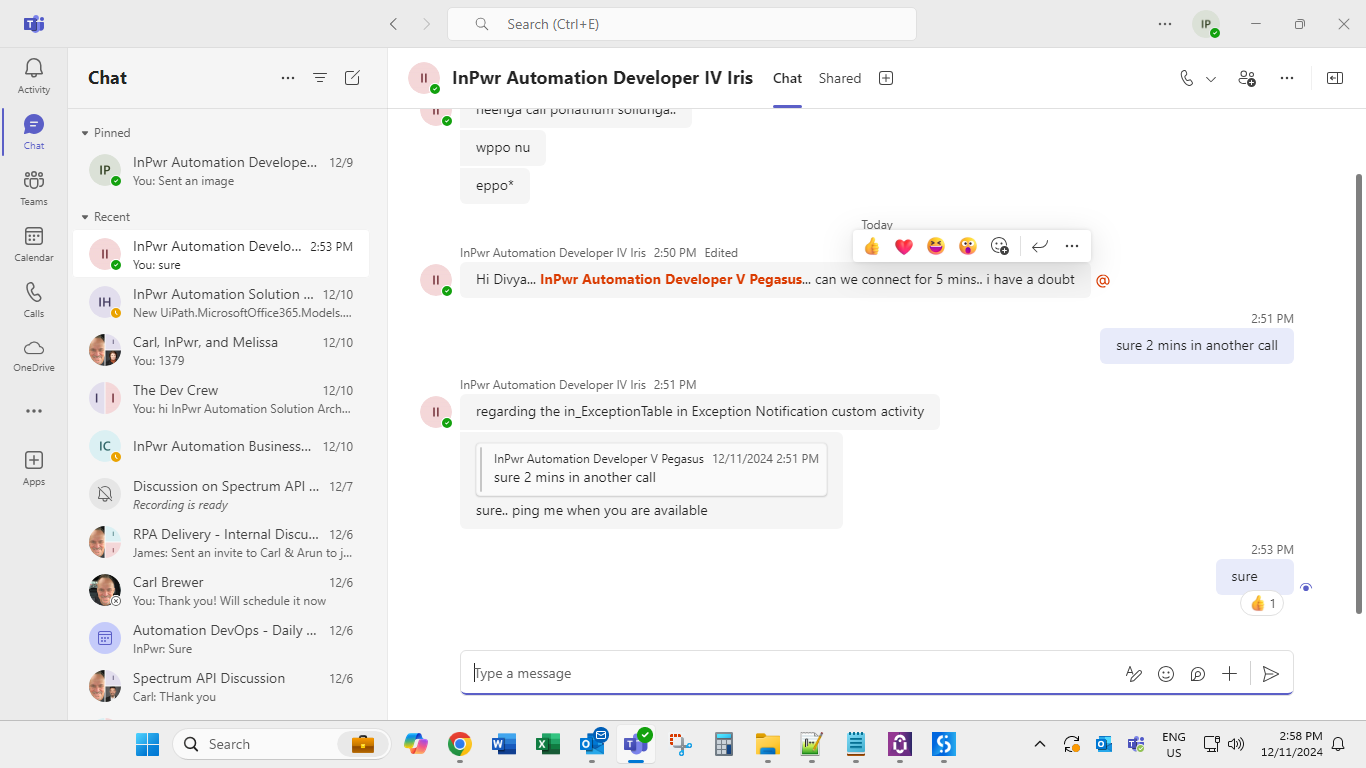 Search (Ctrl+E)
IP
Activity
Chat
Teams
Calendar
Calls
OneDrive
Apps
Chat
Pinned
IP
InPwr Automation Develope... 12/9
You: Sent an image
Recent
II
InPwr Automation Develo... 2:53 PM
You: sure
IH
InPwr Automation Solution ... 12/10
New UiPath.MicrosoftOffice365.Models....
Carl, InPwr, and Melissa 12/10
You: 1379
I I
The Dev Crew 12/10
You: hi InPwr Automation Solution Arch...
IC
InPwr Automation Business... 12/10
Discussion on Spectrum API ... 12/7
Recording is ready
RPA Delivery - Internal Discu... 12/6
James: Sent an invite to Carl & Arun to j...
Carl Brewer 12/6
You: Thank you! Will schedule it now
Automation DevOps - Daily ... 12/6
InPwr: Sure
Spectrum API Discussion 12/6
Carl: THank you
II
InPwr Automation Developer IV Iris
Chat
Shared
II
neenga call ponathum sollunga..
wppo nu
eppo*
Today
InPwr Automation Developer IV Iris 2:50 PM Edited
II
Hi Divya... InPwr Automation Developer V Pegasus... can we connect for 5 mins.. i have a doubt @
2:51 PM
sure 2 mins in another call
InPwr Automation Developer IV Iris 2:51 PM
II
regarding the in_ExceptionTable in Exception Notification custom activity
InPwr Automation Developer V Pegasus 12/11/2024 2:51 PM
sure 2 mins in another call
sure.. ping me when you are available
2:53 PM
sure
1
Type a message
Search
ENG
US
2:58 PM
12/11/2024